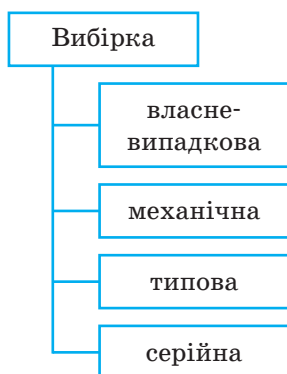 Вибірка
власне-
випадкова
механічна
типова
серійна